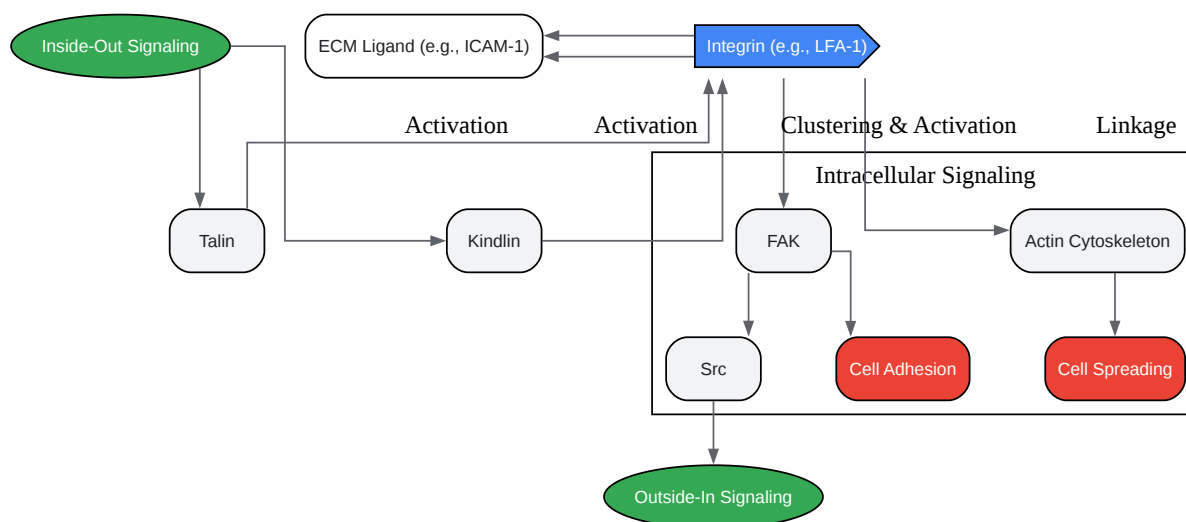 Inside-Out Signaling
ECM Ligand (e.g., ICAM-1)
Integrin (e.g., LFA-1)
Activation
Activation
Clustering & Activation
Linkage
Intracellular Signaling
Talin
Kindlin
FAK
Actin Cytoskeleton
Src
Cell Adhesion
Cell Spreading
Outside-In Signaling